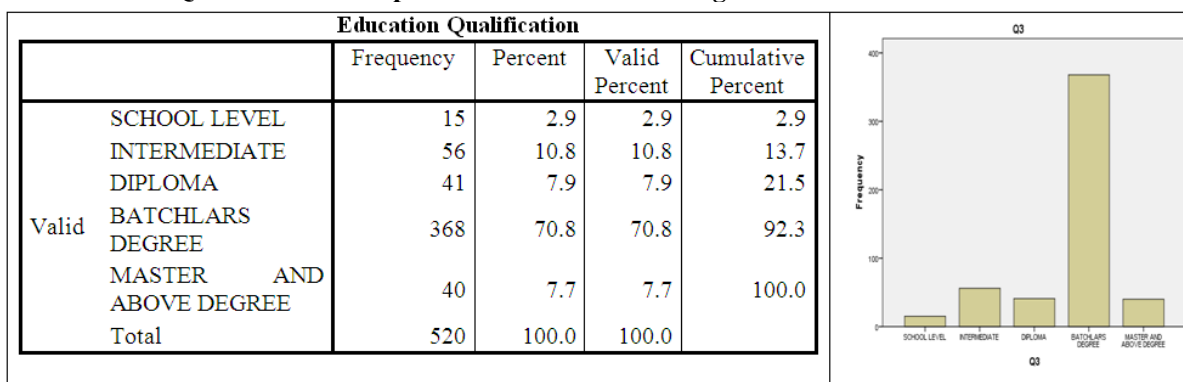 Education Qualification
Frequency Percent Valid Percent Cumulative Percent
SCHOOL LEVEL 15 2.9 2.9 2.9
INTERMEDIATE 56 10.8 10.8 13.7
DIPLOMA 41 7.9 7.9 21.5
Valid BATCHLARS DEGREE 368 70.8 70.8 92.3
MASTER AND ABOVE DEGREE 40 7.7 7.7 100.0
Total 520 100.0 100.0
Q3
400
300
200
100
0
Frequency
SCHOOL LEVEL INTERMEDIATE DIPLOMA BATCHLARS DEGREE MASTER AND ABOVE DEGREE
Q3